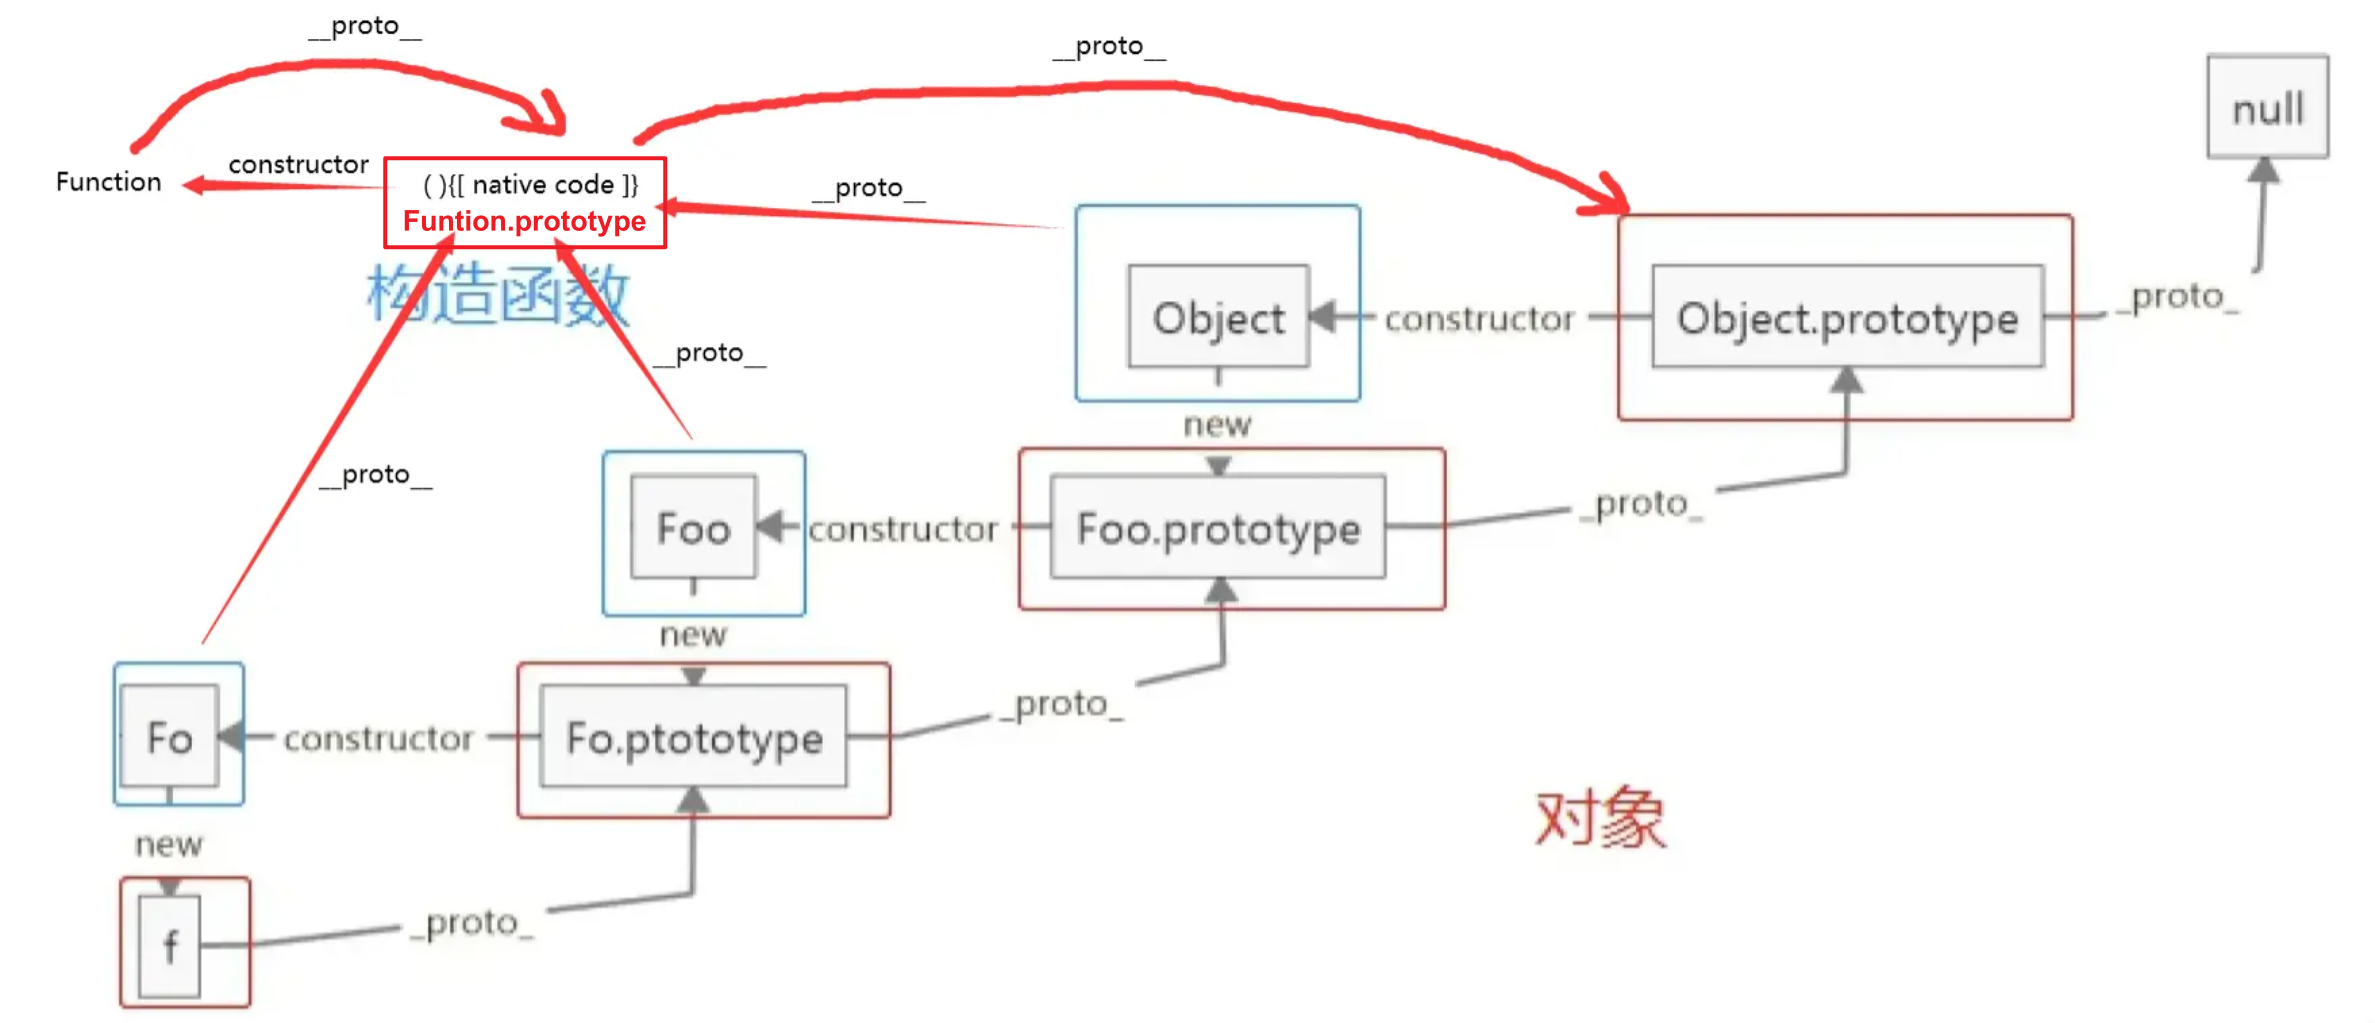 __proto__
__proto__
null
Function
constructor
( ){[ native code ]}
Funtion.prototype
__proto__
构造函数
Object
constructor
Object.prototype
_proto_
__proto__
new
__proto__
Foo
constructor
Foo.prototype
_proto_
new
Fo
constructor
Fo.ptototype
_proto_
对象
new
f
_proto_